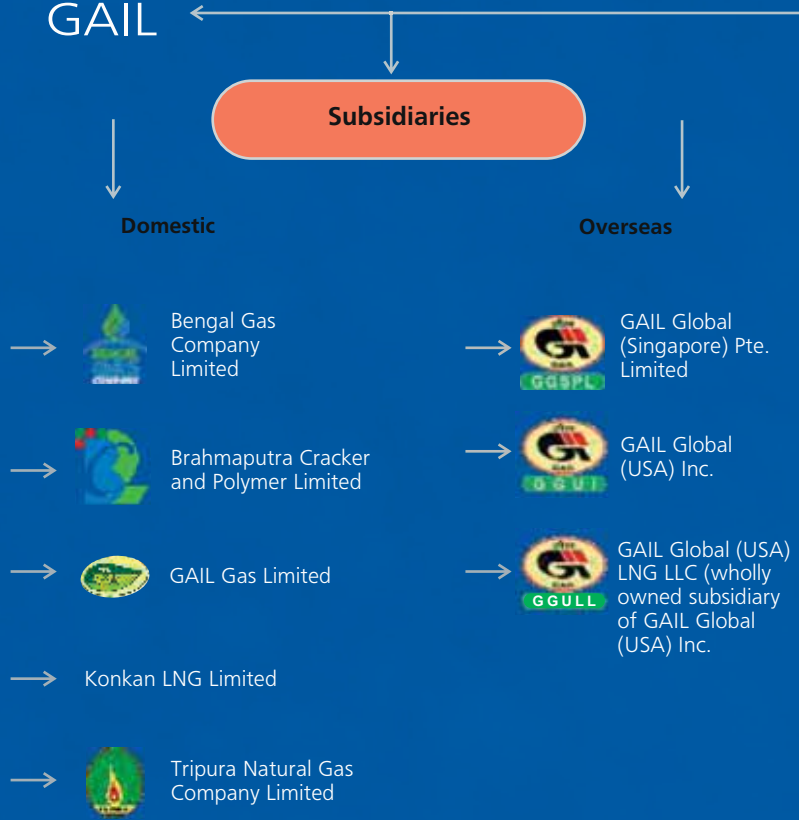 GAIL
Subsidiaries
Domestic
Bengal Gas
Company
Limited
Brahmaputra Cracker
and Polymer Limited
GAIL Gas Limited
Konkan LNG Limited
Tripura Natural Gas
Company Limited
Overseas
GGSPL
GAIL Global
(Singapore) Pte.
Limited
GGUI
GAIL Global
(USA) Inc.
GGULL
GAIL Global (USA)
LNG LLC (wholly
owned subsidiary
of GAIL Global
(USA) Inc.